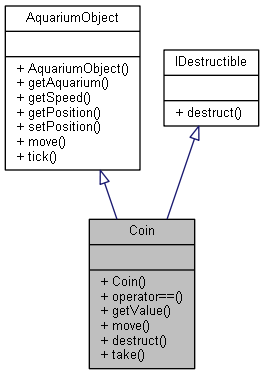 AquariumObject
+ AquariumObject()
+ getAquarium()
+ getSpeed()
+ getPosition()
+ setPosition()
+ move()
+ tick()
IDestructible
+ destruct()
Coin
+ Coin()
+ operator==()
+ getValue()
+ move()
+ destruct()
+ take()